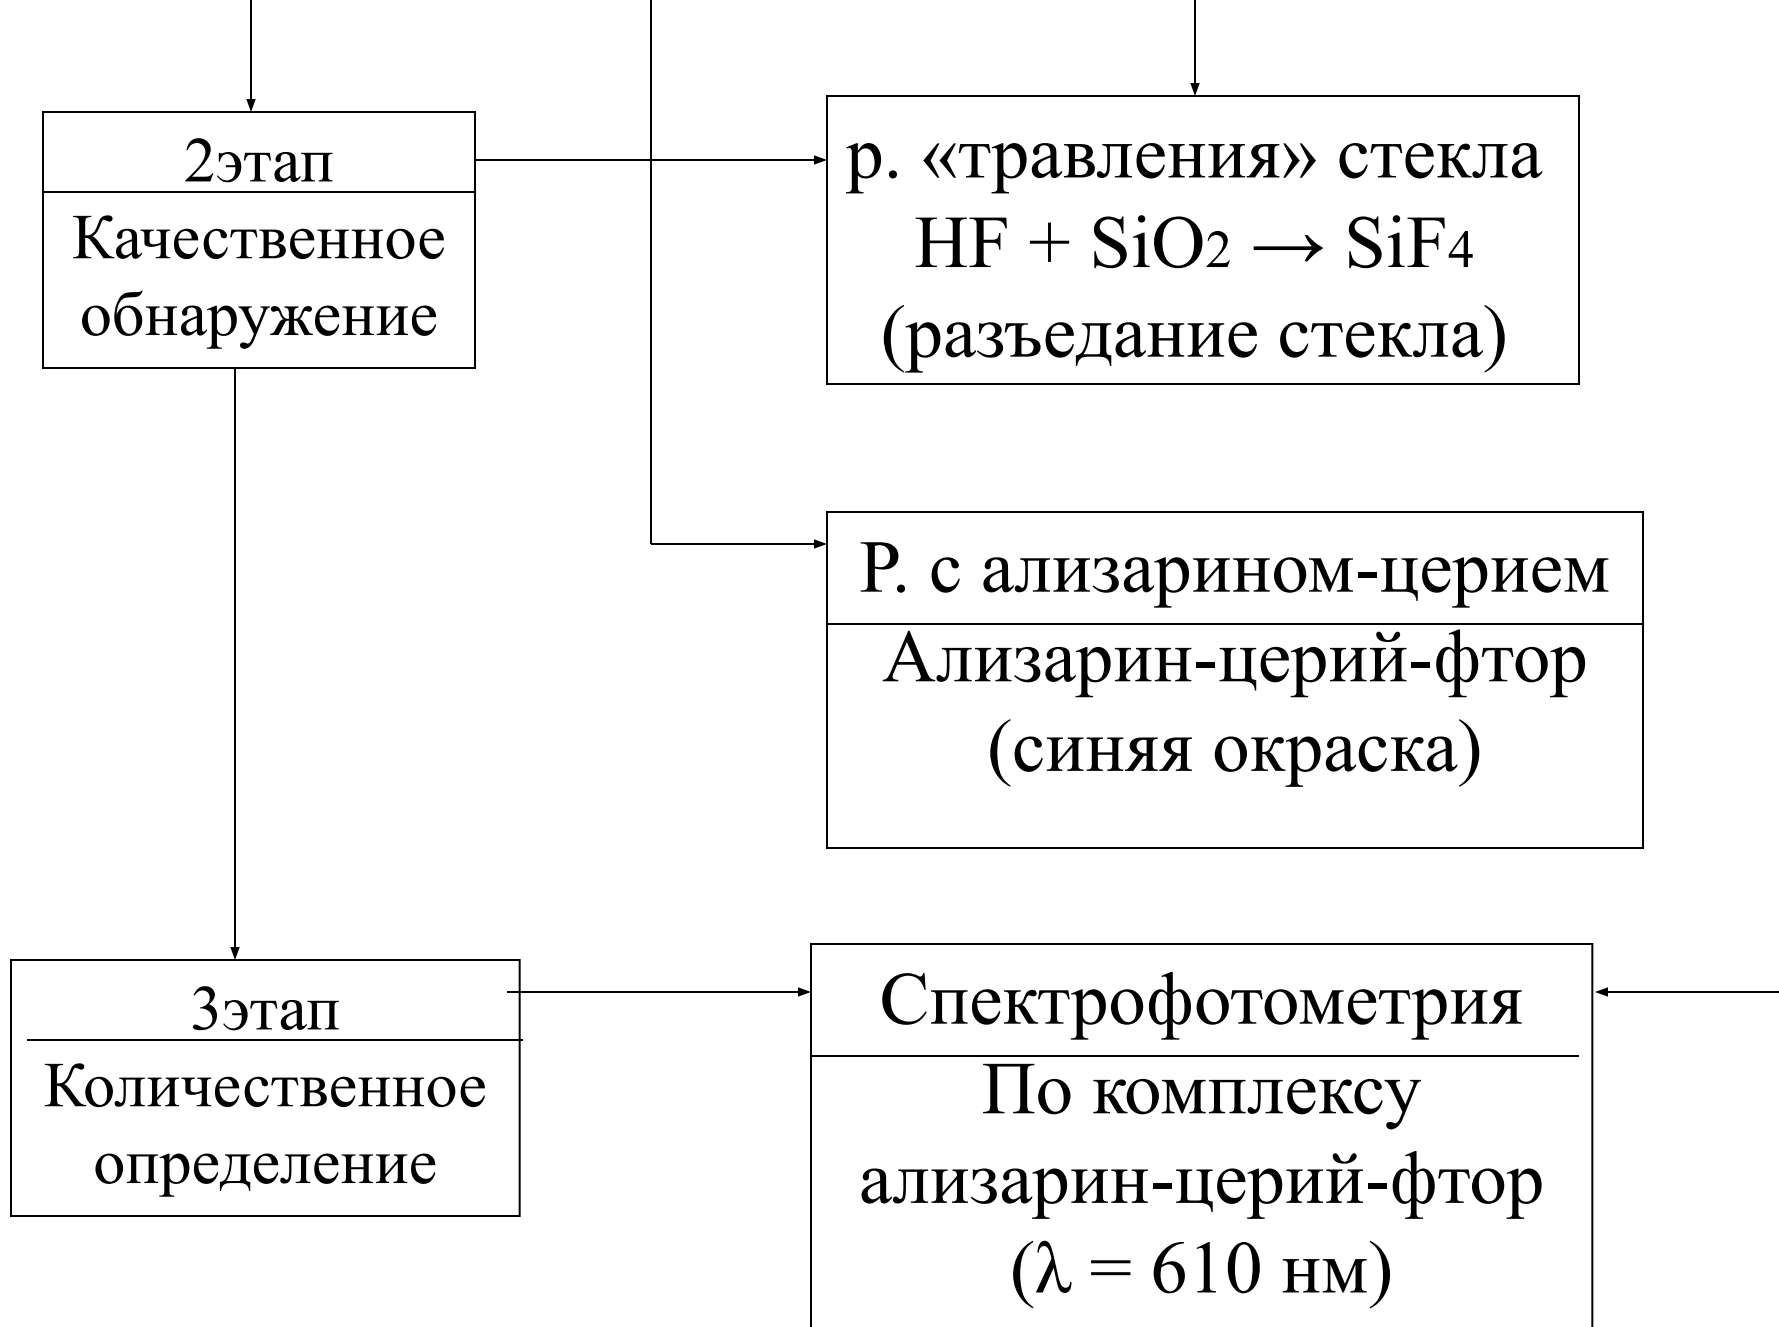 2этап
Качественное
обнаружение
р. «травления» стекла
HF + SiO2 → SiF4
(разъедание стекла)
Р. с ализарином-церием
Ализарин-церий-фтор
(синяя окраска)
3этап
Количественное
определение
Спектрофотометрия
По комплексу
ализарин-церий-фтор
(λ = 610 нм)